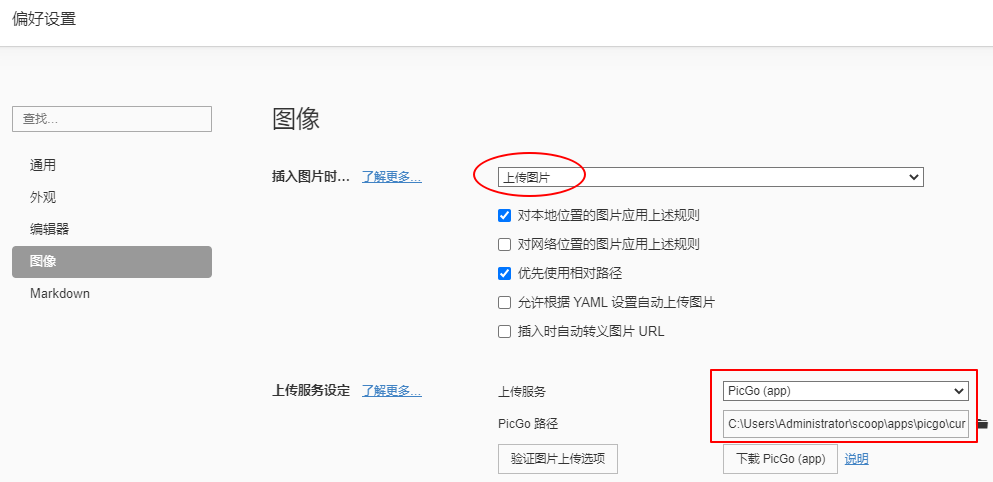 偏好设置
查找...
通用
外观
编辑器
图像
Markdown
图像
插入图片时... 了解更多... 上传图片
对本地位置的图片应用上述规则
对网络位置的图片应用上述规则
优先使用相对路径
允许根据 YAML 设置自动上传图片
插入时自动转义图片 URL
上传服务设定 了解更多... 上传服务 PicGo (app)
PicGo 路径 C:\Users\Administrator\scoop\apps\picgo\cur
验证图片上传选项 下载 PicGo (app) 说明